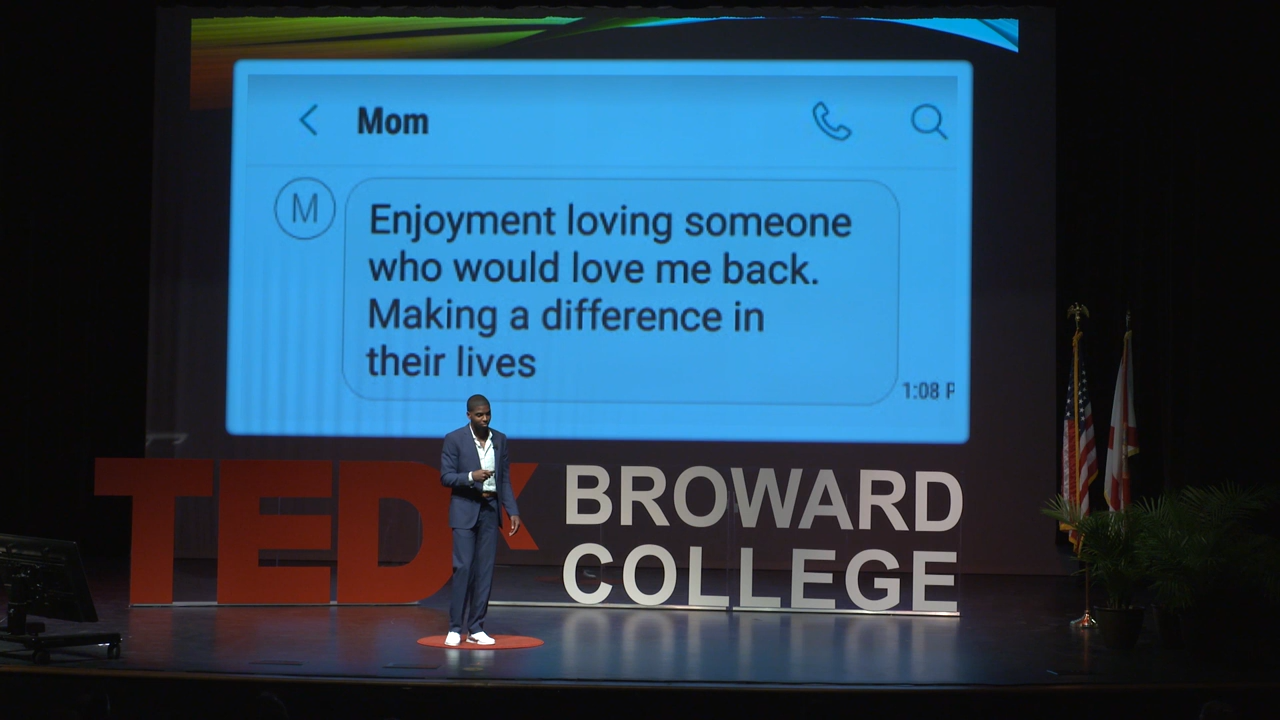 Mom
M
Enjoyment loving someone
who would love me back.
Making a difference in
their lives
1:08 P
TEDx
BROWARD
COLLEGE